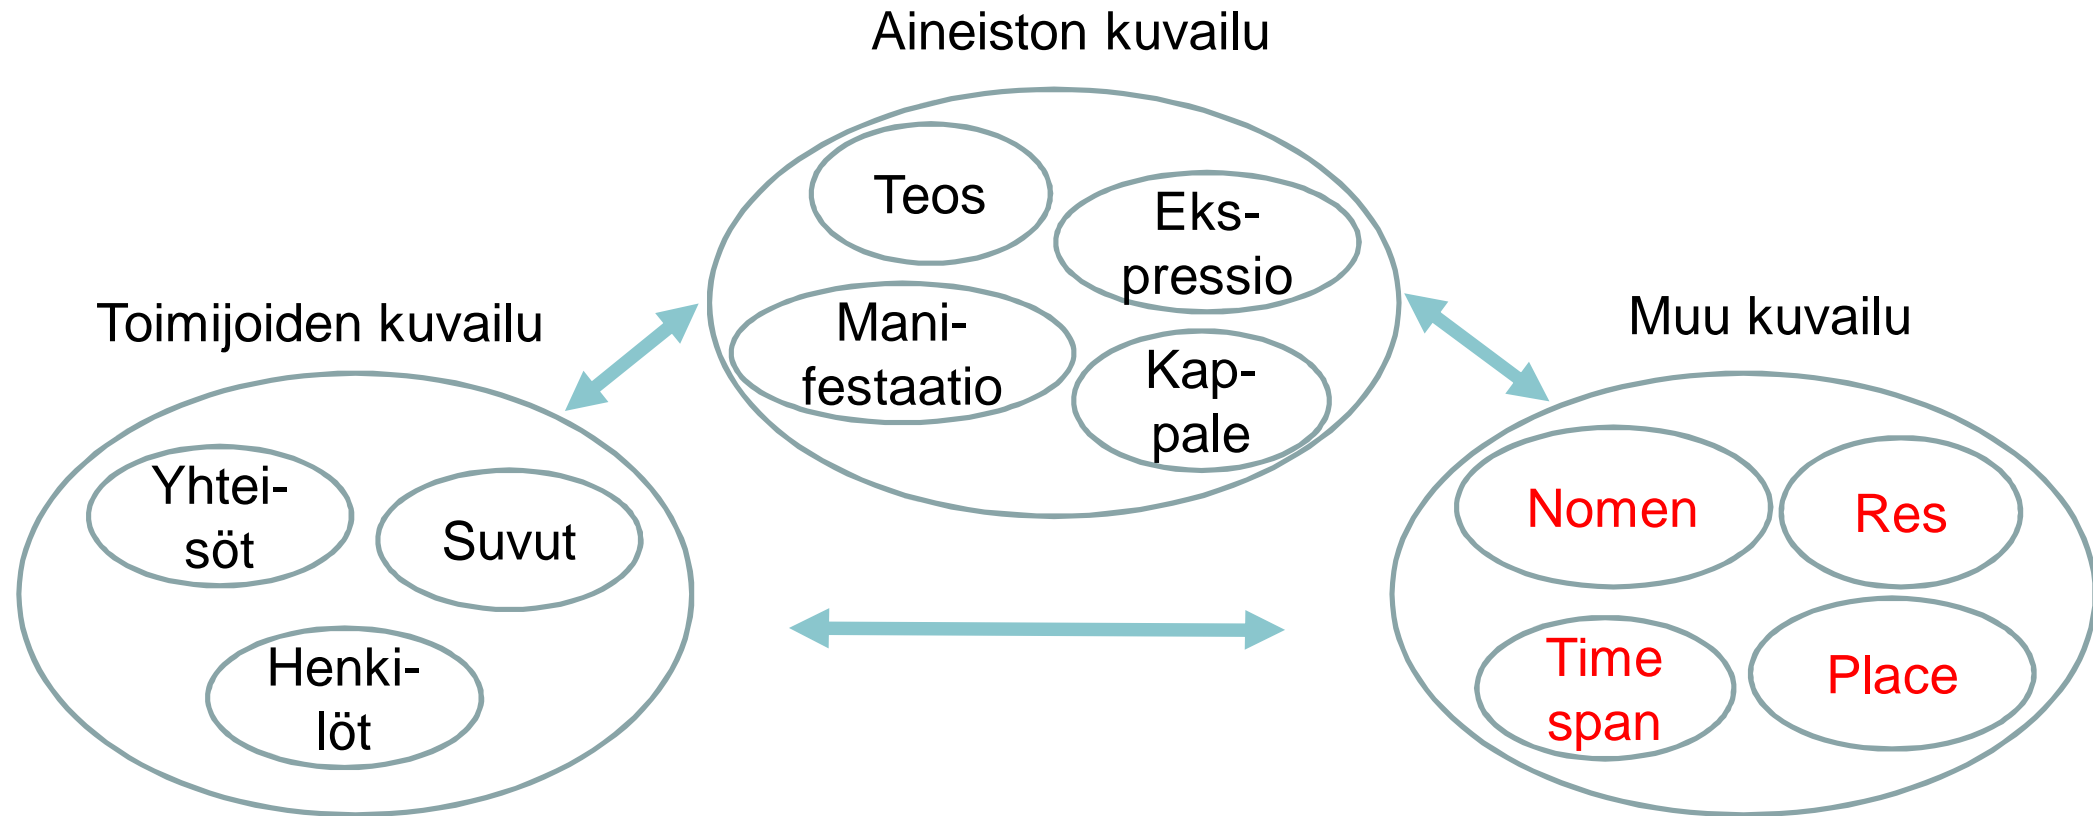 Aineiston kuvailu
Teos
Eks-
pressio
Mani-
festaatio
Kap-
pale
Toimijoiden kuvailu
Yhtei-
söt
Suvut
Henki-
löt
Muu kuvailu
Nomen
Res
Time
span
Place